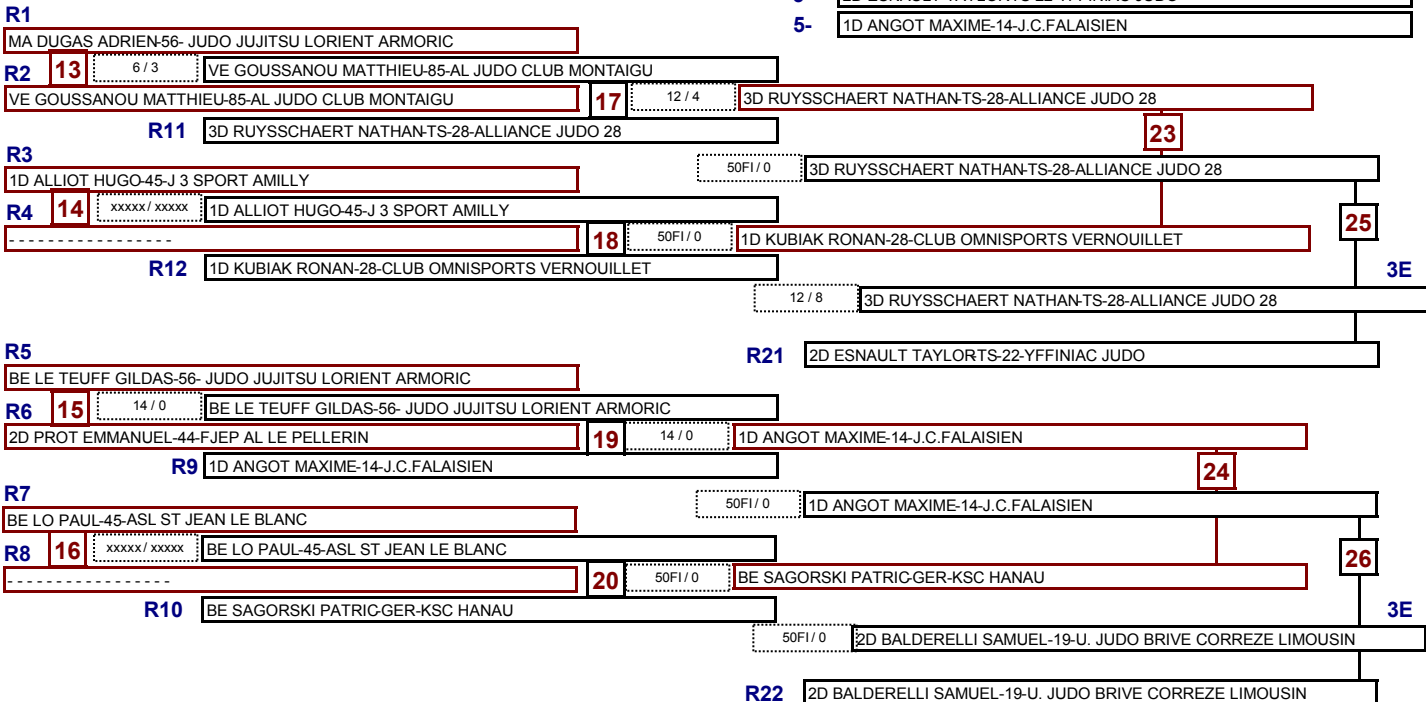 R1
5-
1D ANGOT MAXIME-14-J.C.FALAISIEN
MA DUGAS ADRIEN-56- JUDO JUJITSU LORIENT ARMORIC
R2 13 6 / 3 VE GOUSSANOU MATTHIEU-85-AL JUDO CLUB MONTAIGU
VE GOUSSANOU MATTHIEU-85-AL JUDO CLUB MONTAIGU 17 12 / 4 3D RUYSSCHAERT NATHAN-TS-28-ALLIANCE JUDO 28
R11 3D RUYSSCHAERT NATHAN-TS-28-ALLIANCE JUDO 28 23
R3
50FI / 0 3D RUYSSCHAERT NATHAN-TS-28-ALLIANCE JUDO 28
1D ALLIOT HUGO-45-J 3 SPORT AMILLY
R4 14 xxxxx / xxxxx 1D ALLIOT HUGO-45-J 3 SPORT AMILLY 25
- - - - - - - - - - - - - - - - - 18 50FI / 0 1D KUBIAK RONAN-28-CLUB OMNISPORTS VERNOUILLET
R12 1D KUBIAK RONAN-28-CLUB OMNISPORTS VERNOUILLET 3E
12 / 8 3D RUYSSCHAERT NATHAN-TS-28-ALLIANCE JUDO 28
R5
R21 2D ESNAULT TAYLOR-TS-22-YFFINIAC JUDO
BE LE TEUFF GILDAS-56- JUDO JUJITSU LORIENT ARMORIC
R6 15 14 / 0 BE LE TEUFF GILDAS-56- JUDO JUJITSU LORIENT ARMORIC
2D PROT EMMANUEL-44-FJEP AL LE PELLERIN 19 14 / 0 1D ANGOT MAXIME-14-J.C.FALAISIEN
R9 1D ANGOT MAXIME-14-J.C.FALAISIEN 24
R7
50FI / 0 1D ANGOT MAXIME-14-J.C.FALAISIEN
BE LO PAUL-45-ASL ST JEAN LE BLANC
R8 16 xxxxx / xxxxx BE LO PAUL-45-ASL ST JEAN LE BLANC 26
- - - - - - - - - - - - - - - - - 20 50FI / 0 BE SAGORSKI PATRIC-GER-KSC HANAU
R10 BE SAGORSKI PATRIC-GER-KSC HANAU 3E
50FI / 0 2D BALDERELLI SAMUEL-19-U. JUDO BRIVE CORREZE LIMOUSIN
R22 2D BALDERELLI SAMUEL-19-U. JUDO BRIVE CORREZE LIMOUSIN